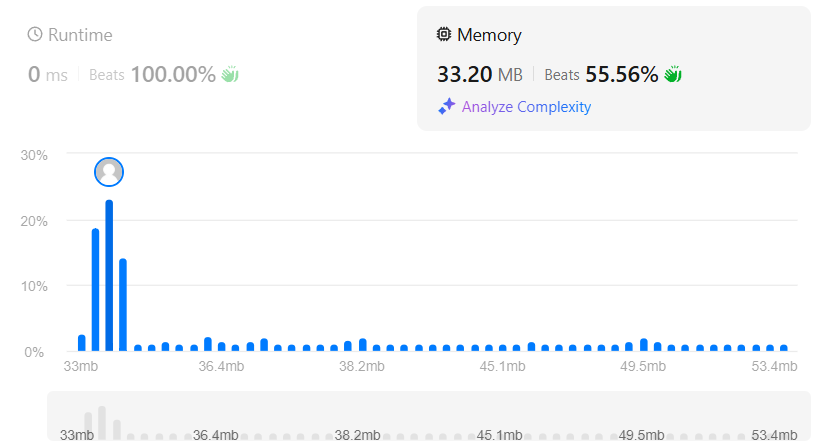 Runtime
0 ms Beats 100.00%
Memory
33.20 MB Beats 55.56%
Analyze Complexity
30%
20%
10%
0%
33mb 36.4mb 38.2mb 45.1mb 49.5mb 53.4mb
33mb 36.4mb 38.2mb 45.1mb 49.5mb 53.4mb